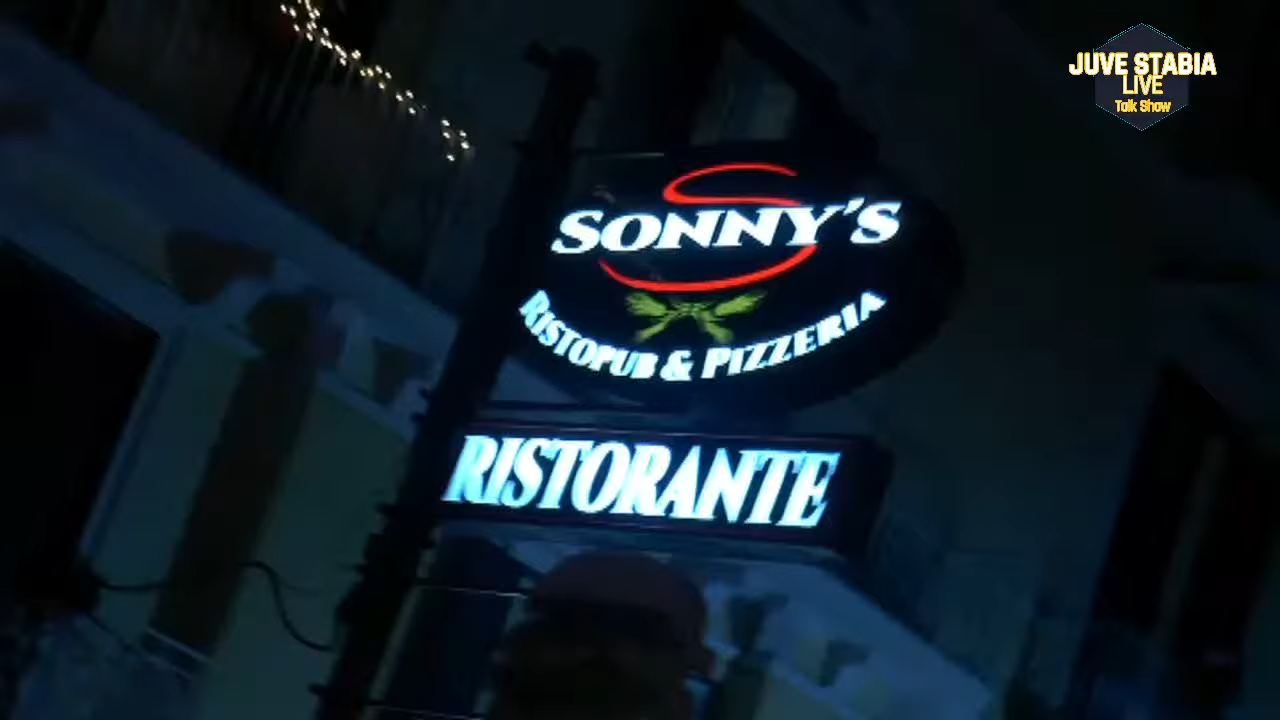 JUVE STABIA
LIVE
Talk Show
SONNY'S
RISTOPUB & PIZZERIA
RISTORANTE